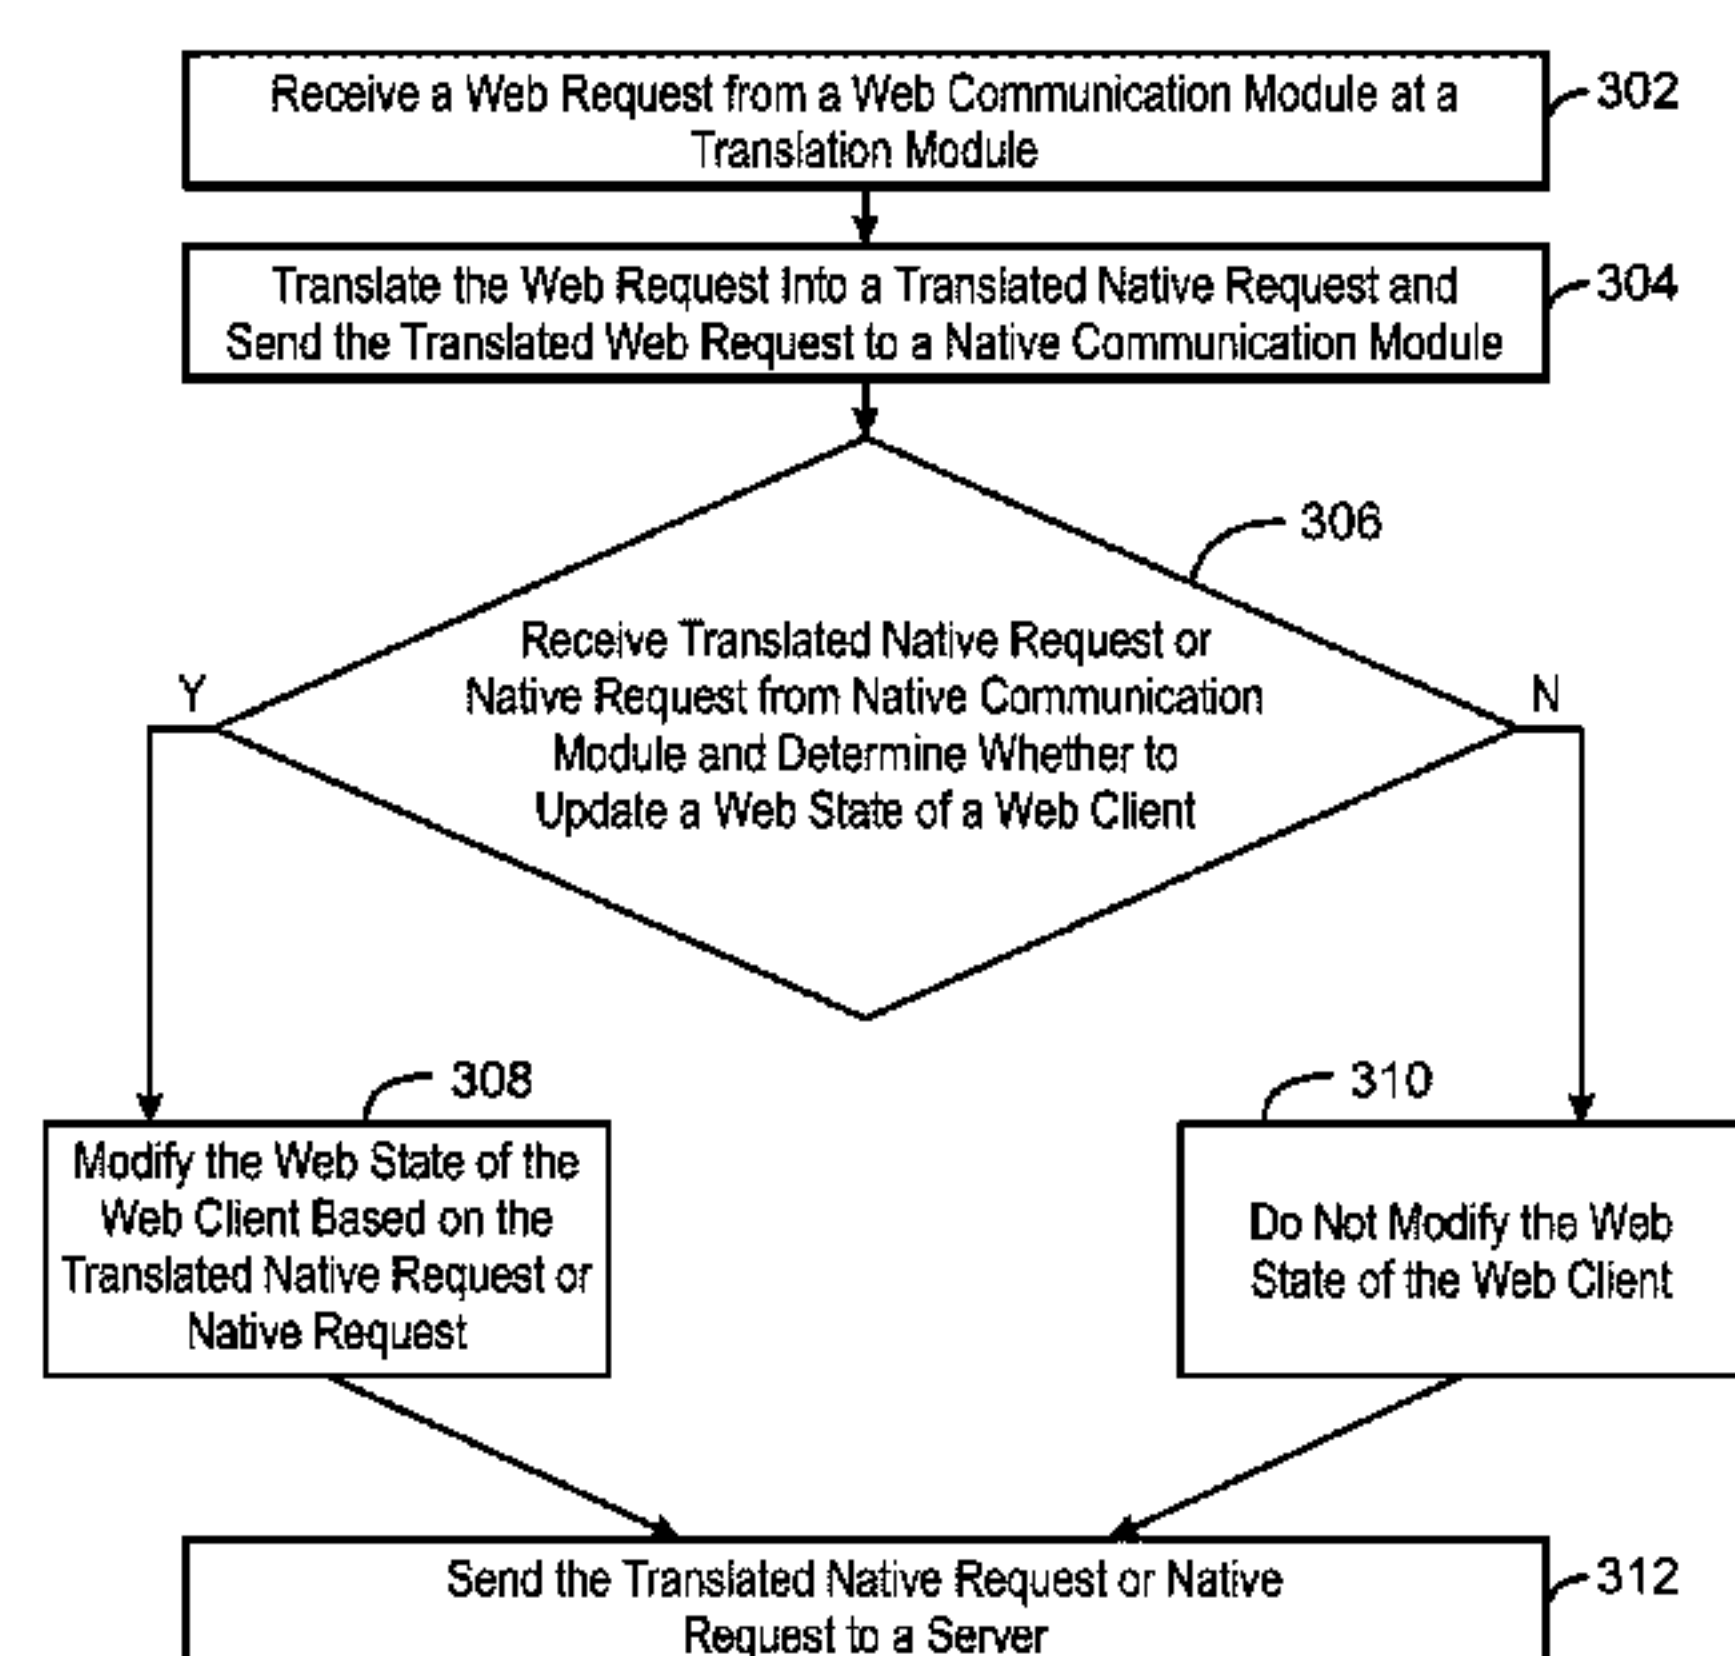 Receive a Web Request from a Web Communication Module at a
Translation Module
302
Translate the Web Request Into a Translated Native Request and
Send the Translated Web Request to a Native Communication Module
304
306
Receive Translated Native Request or
Native Request from Native Communication
Module and Determine Whether to
Update a Web State of a Web Client
Y
N
308
Modify the Web State of the
Web Client Based on the
Translated Native Request or
Native Request
310
Do Not Modify the Web
State of the Web Client
Send the Translated Native Request or Native
Request to a Server
312